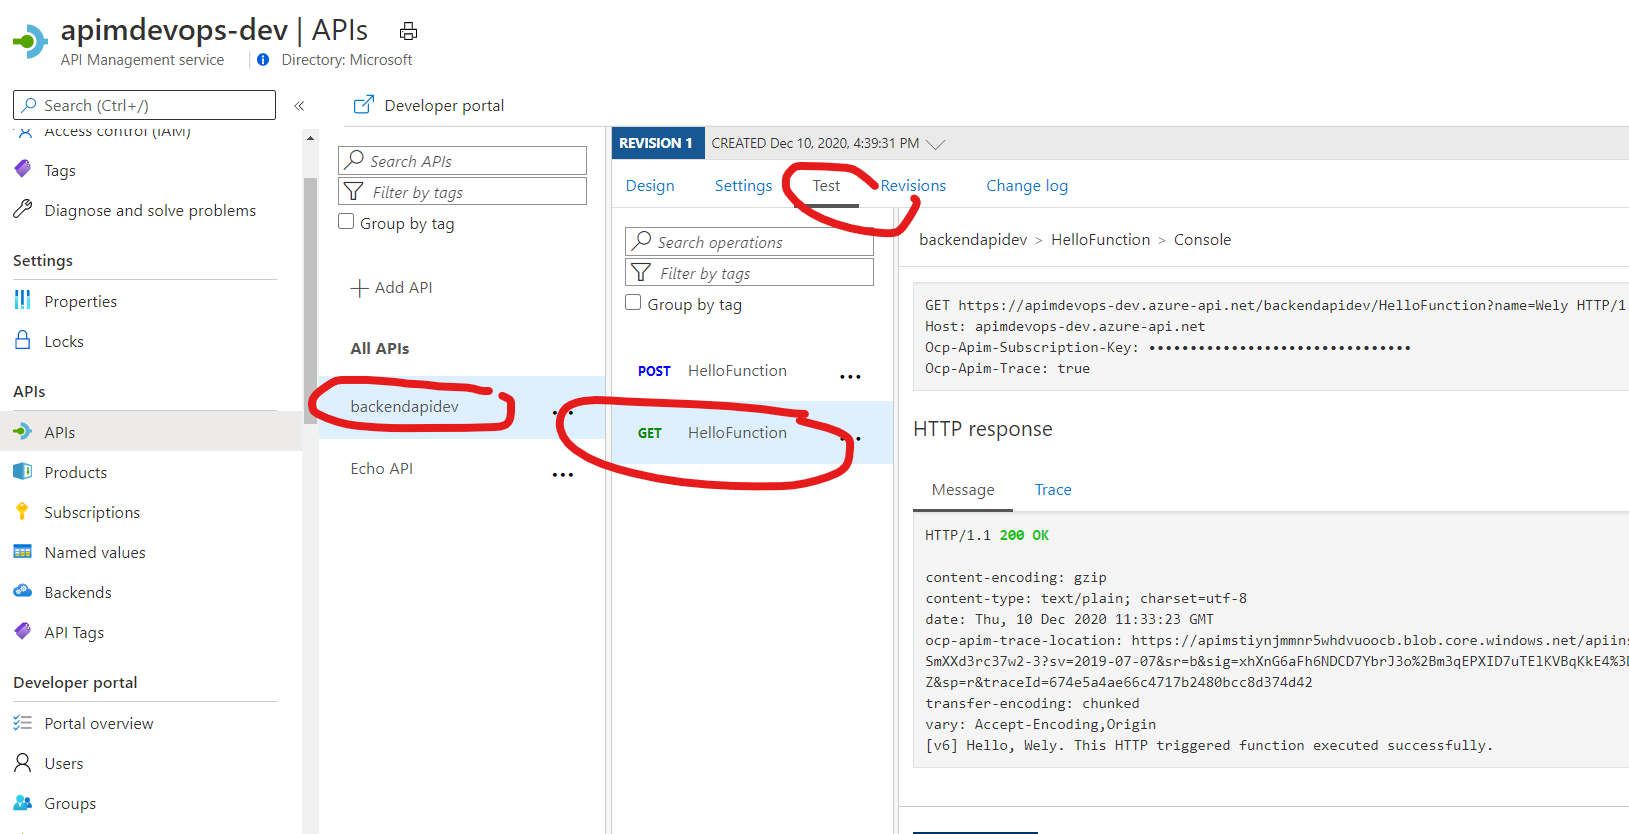 apimdevops-dev | APIs
API Management service
Directory: Microsoft
Search (Ctrl+/)
«
Access control (IAM)
Tags
Diagnose and solve problems
Settings
Properties
Locks
APIs
APIs
Products
Subscriptions
Named values
Backends
API Tags
Developer portal
Portal overview
Users
Groups
Developer portal
Search APIs
Filter by tags
Group by tag
Add API
All APIs
backendapidev
...
Echo API
...
REVISION 1 CREATED Dec 10, 2020, 4:39:31 PM
Design Settings Test Revisions Change log
Search operations
Filter by tags
Group by tag
POST HelloFunction ...
GET HelloFunction ...
backendapidev > HelloFunction > Console
GET https://apimdevops-dev.azure-api.net/backendapidev/HelloFunction?name=Wely HTTP/1
Host: apimdevops-dev.azure-api.net
Ocp-Apim-Subscription-Key: ••••••••••••••••••••••••••••••••
Ocp-Apim-Trace: true
HTTP response
Message Trace
HTTP/1.1 200 OK
content-encoding: gzip
content-type: text/plain; charset=utf-8
date: Thu, 10 Dec 2020 11:33:23 GMT
ocp-apim-trace-location: https://apimstiynjmmnr5whdvuoocb.blob.core.windows.net/apiins
SmXXd3rc37w2-3?sv=2019-07-07&sr=b&sig=xhXnG6aFh6NDCD7YbrJ3o%2Bm3qEPXID7uTElKVBqKkE4%3D
Z&sp=r&traceId=674e5a4ae66c4717b2480bcc8d374d42
transfer-encoding: chunked
vary: Accept-Encoding,Origin
[v6] Hello, Wely. This HTTP triggered function executed successfully.